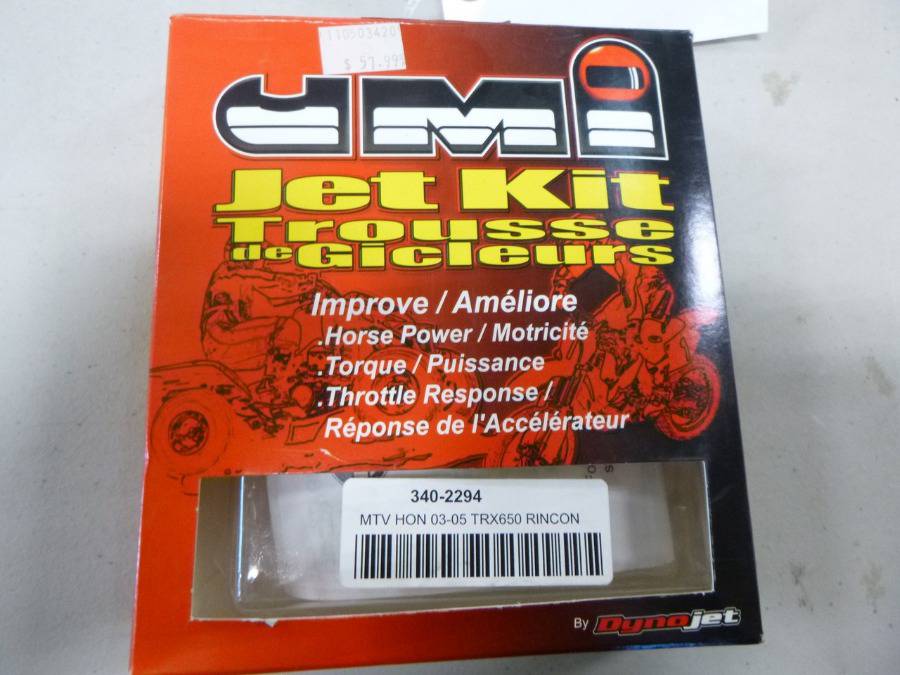 110503420
$ 57.999
JMI
Jet Kit
Trousse
de Gicleurs
Improve / Améliore
.Horse Power / Motricité
.Torque / Puissance
.Throttle Response /
Réponse de l'Accélérateur
340-2294
MTV HON 03-05 TRX650 RINCON
By Dynojet